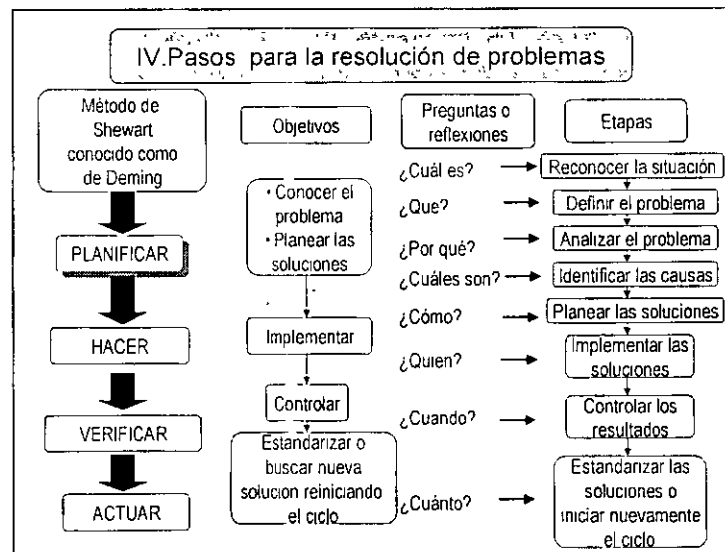 IV.Pasos para la resolución de problemas
Método de
Shewart
conocido como
de Deming
PLANIFICAR
HACER
VERIFICAR
ACTUAR
Objetivos
• Conocer el
problema
• Planear las
soluciones
Implementar
Controlar
Estandarizar o
buscar nueva
solucion reiniciando
el ciclo
Preguntas o
reflexiones
¿Cuál es?
¿Que?
¿Por qué?
¿Cuáles son?
¿Cómo?
¿Quien?
¿Cuando?
¿Cuánto?
Etapas
Reconocer la situación
Definir el problema
Analizar el problema
Identificar las causas
Planear las soluciones
Implementar las
soluciones
Controlar los
resultados
Estandarizar las
soluciones o
iniciar nuevamente
el ciclo